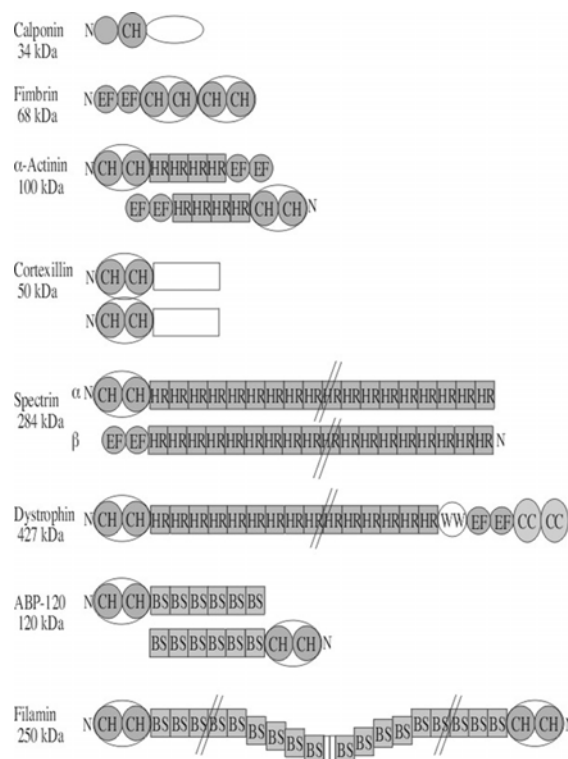 Calponin N CH
34 kDa
Fimbrin N EF EF CH CH CH CH
68 kDa
α-Actinin N CH CH HR HR HR HR EF EF
100 kDa EF EF HR HR HR HR CH CH N
Cortexillin N CH CH
50 kDa
N CH CH
Spectrin α N CH CH HR HR HR HR HR HR HR HR HR HR HR HR HR HR HR HR HR HR
284 kDa
β EF EF HR HR HR HR HR HR HR HR HR HR HR HR HR HR HR HR HR HR N
Dystrophin N CH CH HR HR HR HR HR HR HR HR HR HR HR HR HR HR HR WW EF EF CC CC
427 kDa
ABP-120 N CH CH BS BS BS BS BS BS
120 kDa BS BS BS BS BS BS CH CH N
Filamin N CH CH BS BS BS BS BS BS BS BS BS BS BS BS BS BS BS BS BS BS CH CH N
250 kDa